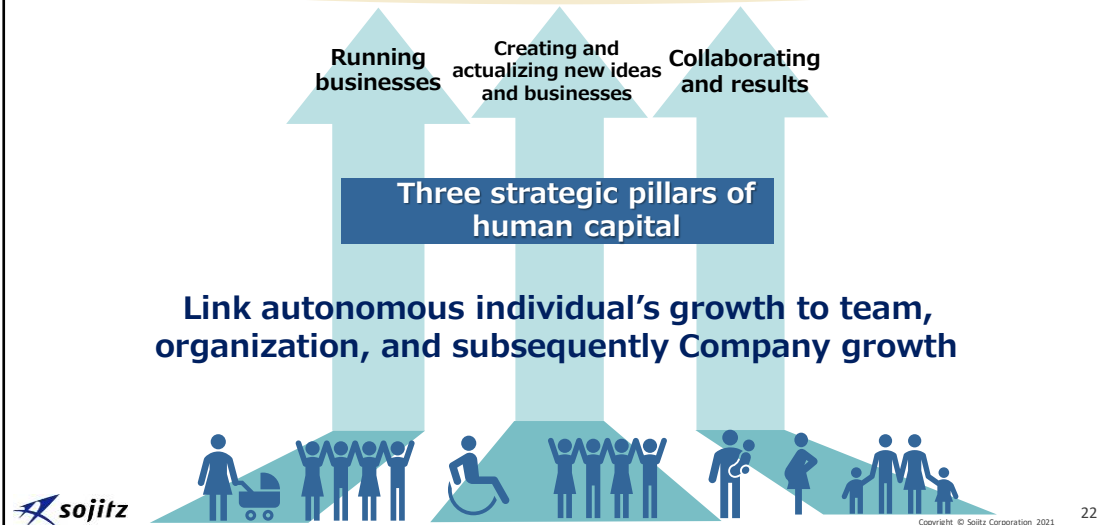 Running
businesses
Creating and
actualizing new ideas
and businesses
Collaborating
and results
Three strategic pillars of
human capital
Link autonomous individual’s growth to team,
organization, and subsequently Company growth
sojitz
Copyright © Sojitz Corporation 2021
22